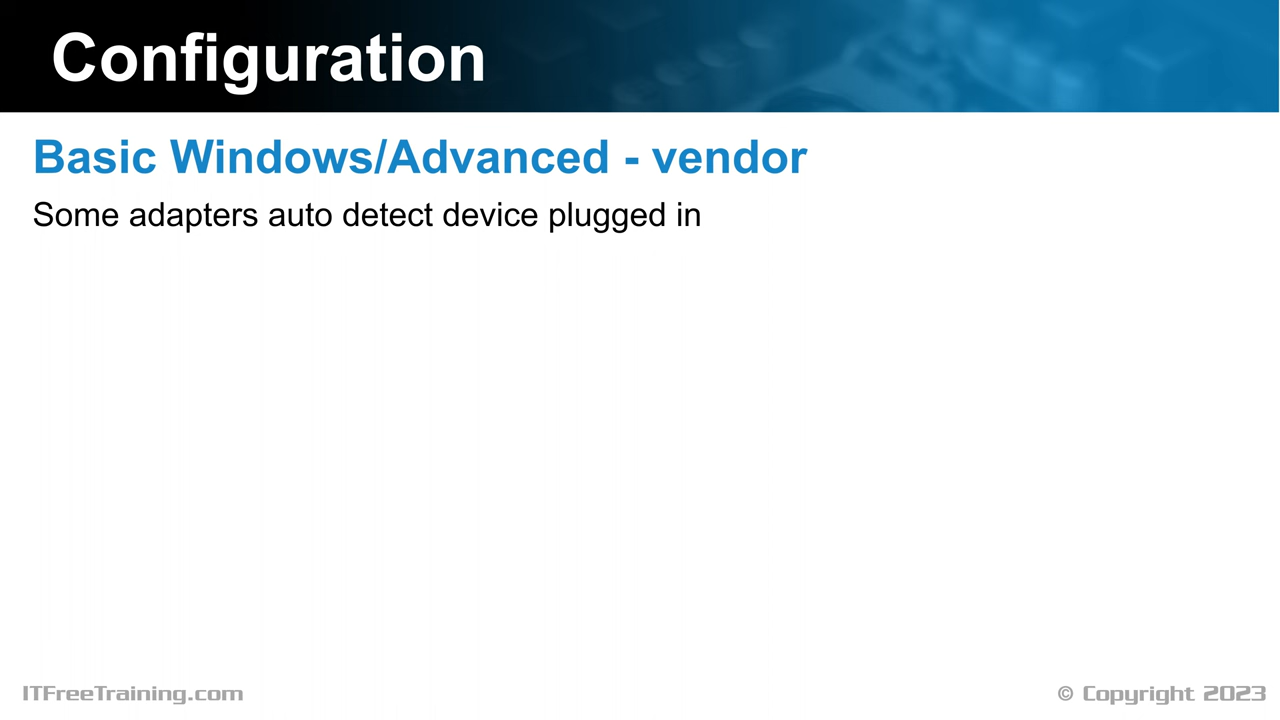 Configuration
Basic Windows/Advanced - vendor
Some adapters auto detect device plugged in
ITFreeTraining.com
© Copyright 2023